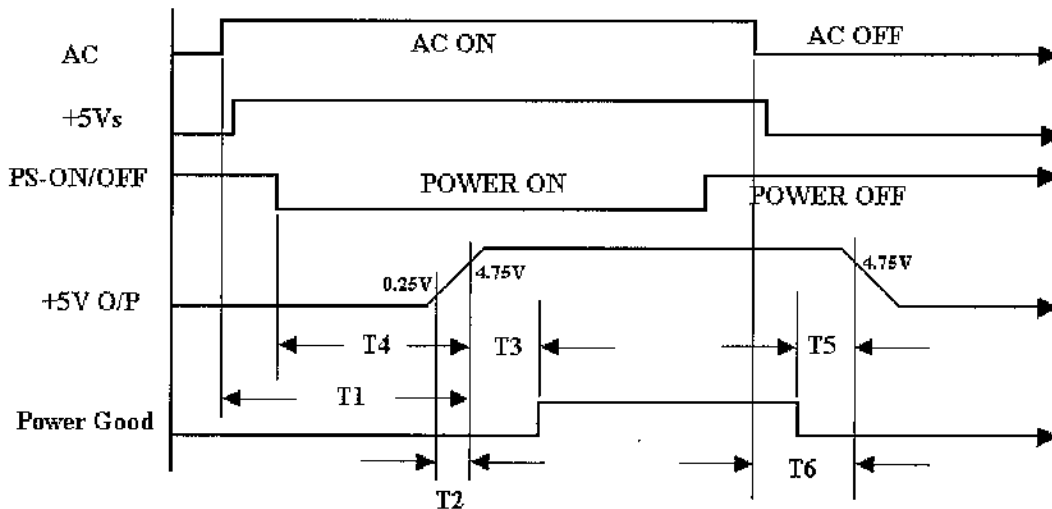 AC
AC ON
AC OFF
+5Vs
PS-ON/OFF
POWER ON
POWER OFF
+5V O/P
0.25V
4.75V
4.75V
T4
T3
T5
T1
Power Good
T2
T6